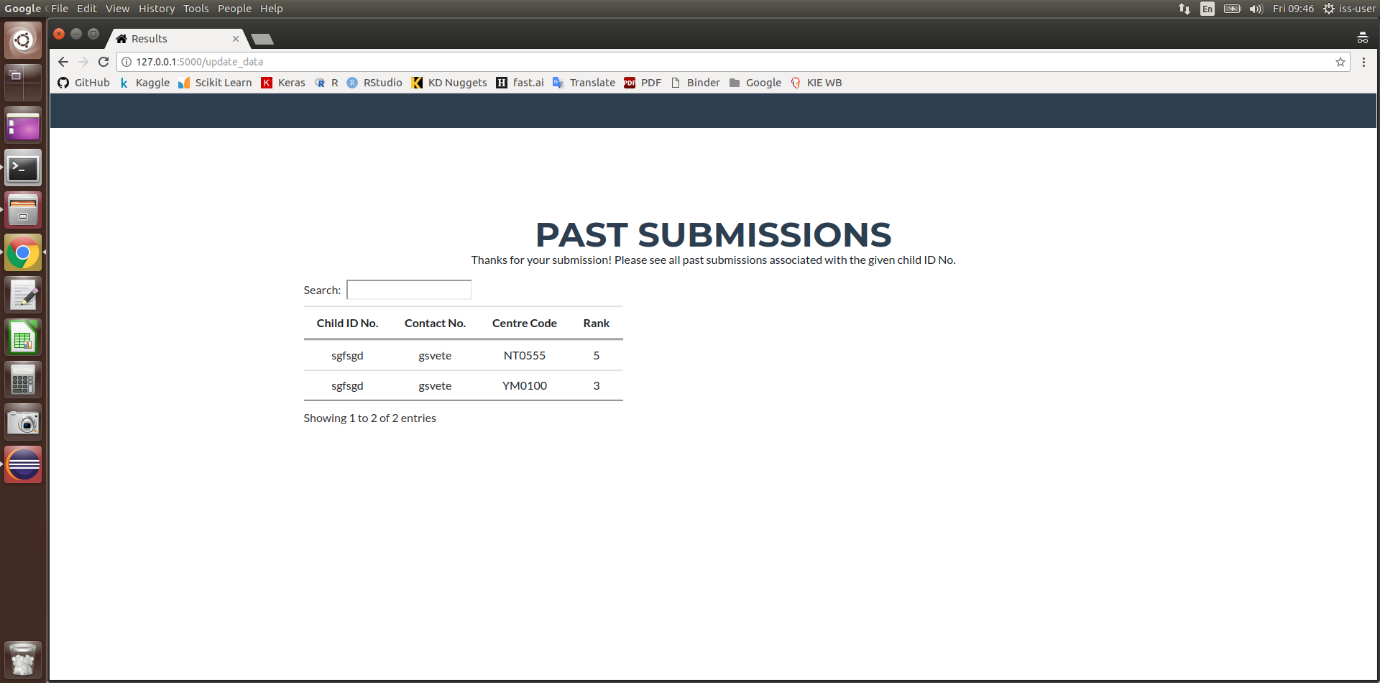 Google File Edit View History Tools People Help En Fri 09:46 iss-user
Results
127.0.0.1:5000/update_data
GitHub Kaggle Scikit Learn Keras R RStudio KD Nuggets fast.ai Translate PDF Binder Google KIE WB
PAST SUBMISSIONS
Thanks for your submission! Please see all past submissions associated with the given child ID No.
Search:
Child ID No. Contact No. Centre Code Rank
sgfsgd gsvete NT0555 5
sgfsgd gsvete YM0100 3
Showing 1 to 2 of 2 entries